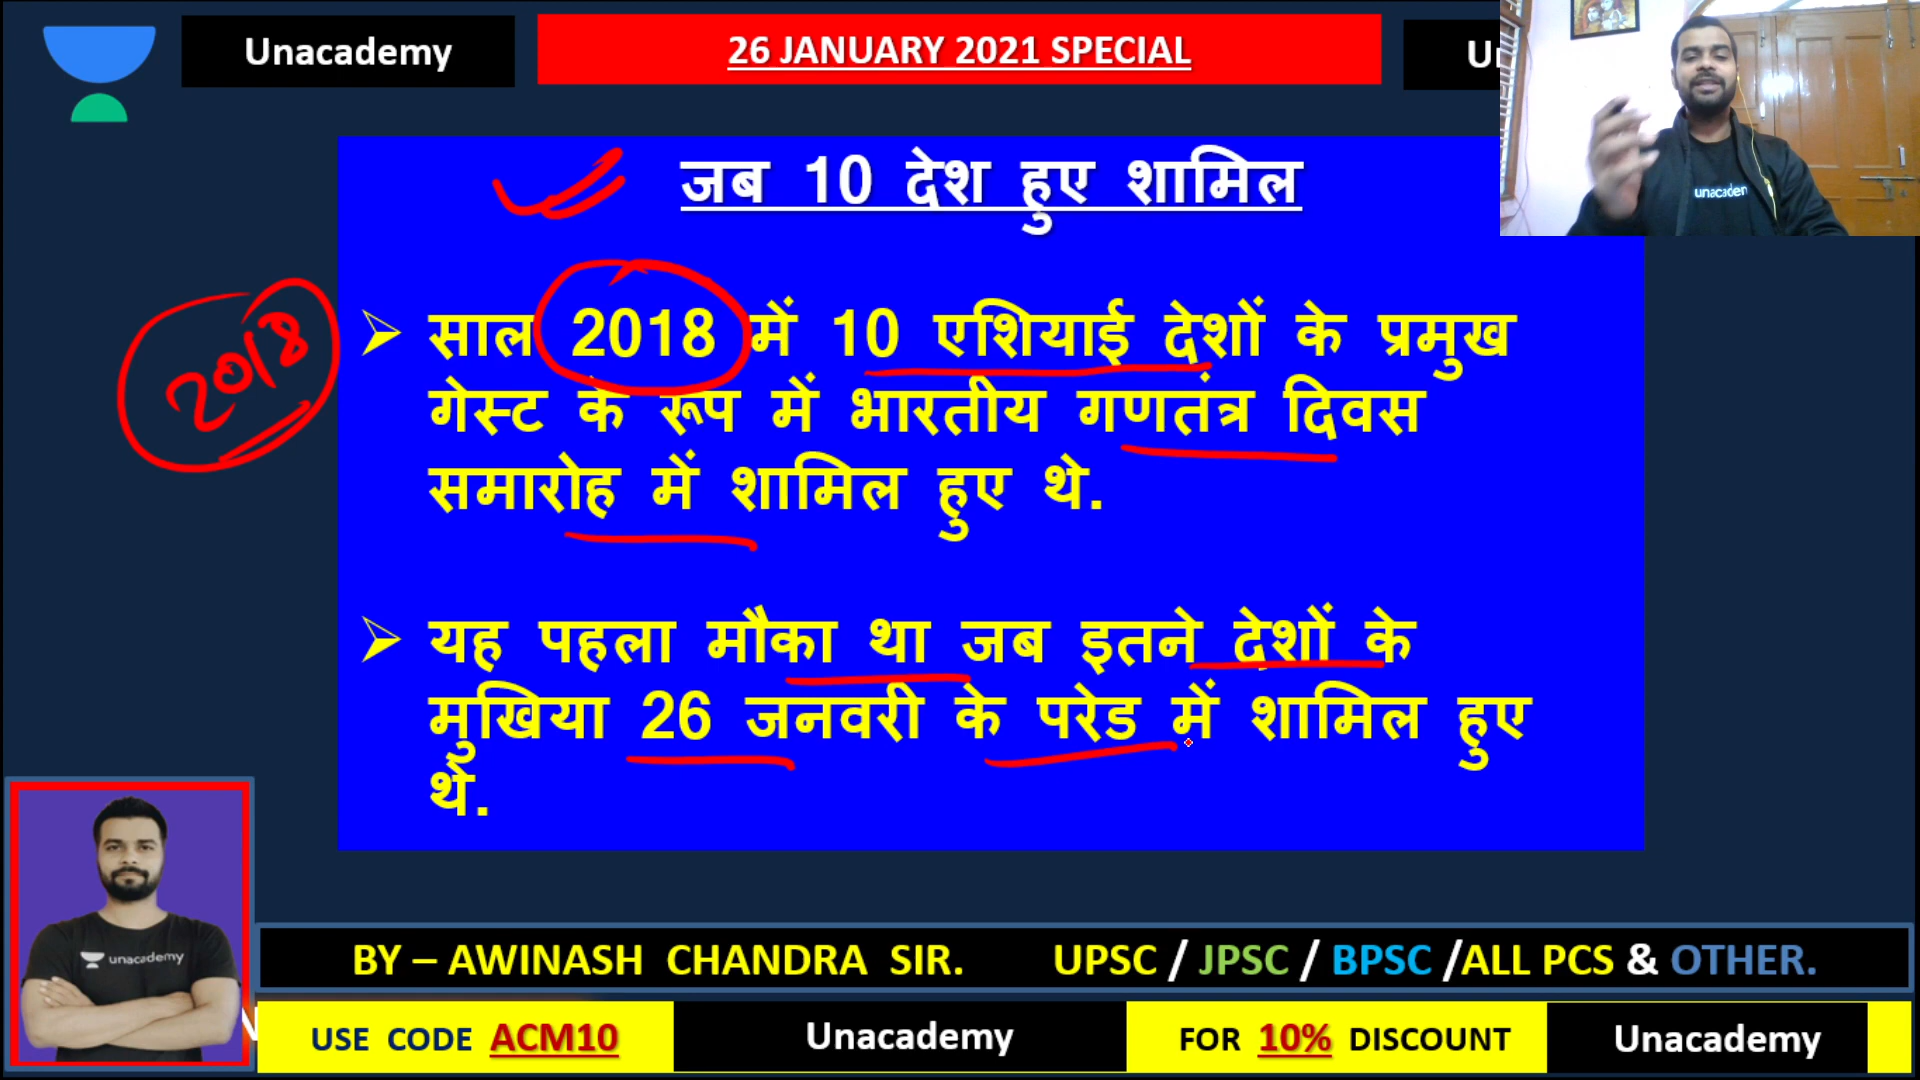 Unacademy
26 JANUARY 2021 SPECIAL
unacadem
जब 10 देश हुए शामिल
2018
साल 2018 में 10 एशियाई देशों के प्रमुख
गेस्ट के रूप में भारतीय गणतंत्र दिवस
समारोह में शामिल हुए थे.
यह पहला मौका था जब इतने देशों के
मुखिया 26 जनवरी के परेड में शामिल हुए
थे.
unacademy
BY – AWINASH CHANDRA SIR. UPSC / JPSC / BPSC /ALL PCS & OTHER.
USE CODE ACM10 Unacademy FOR 10% DISCOUNT Unacademy